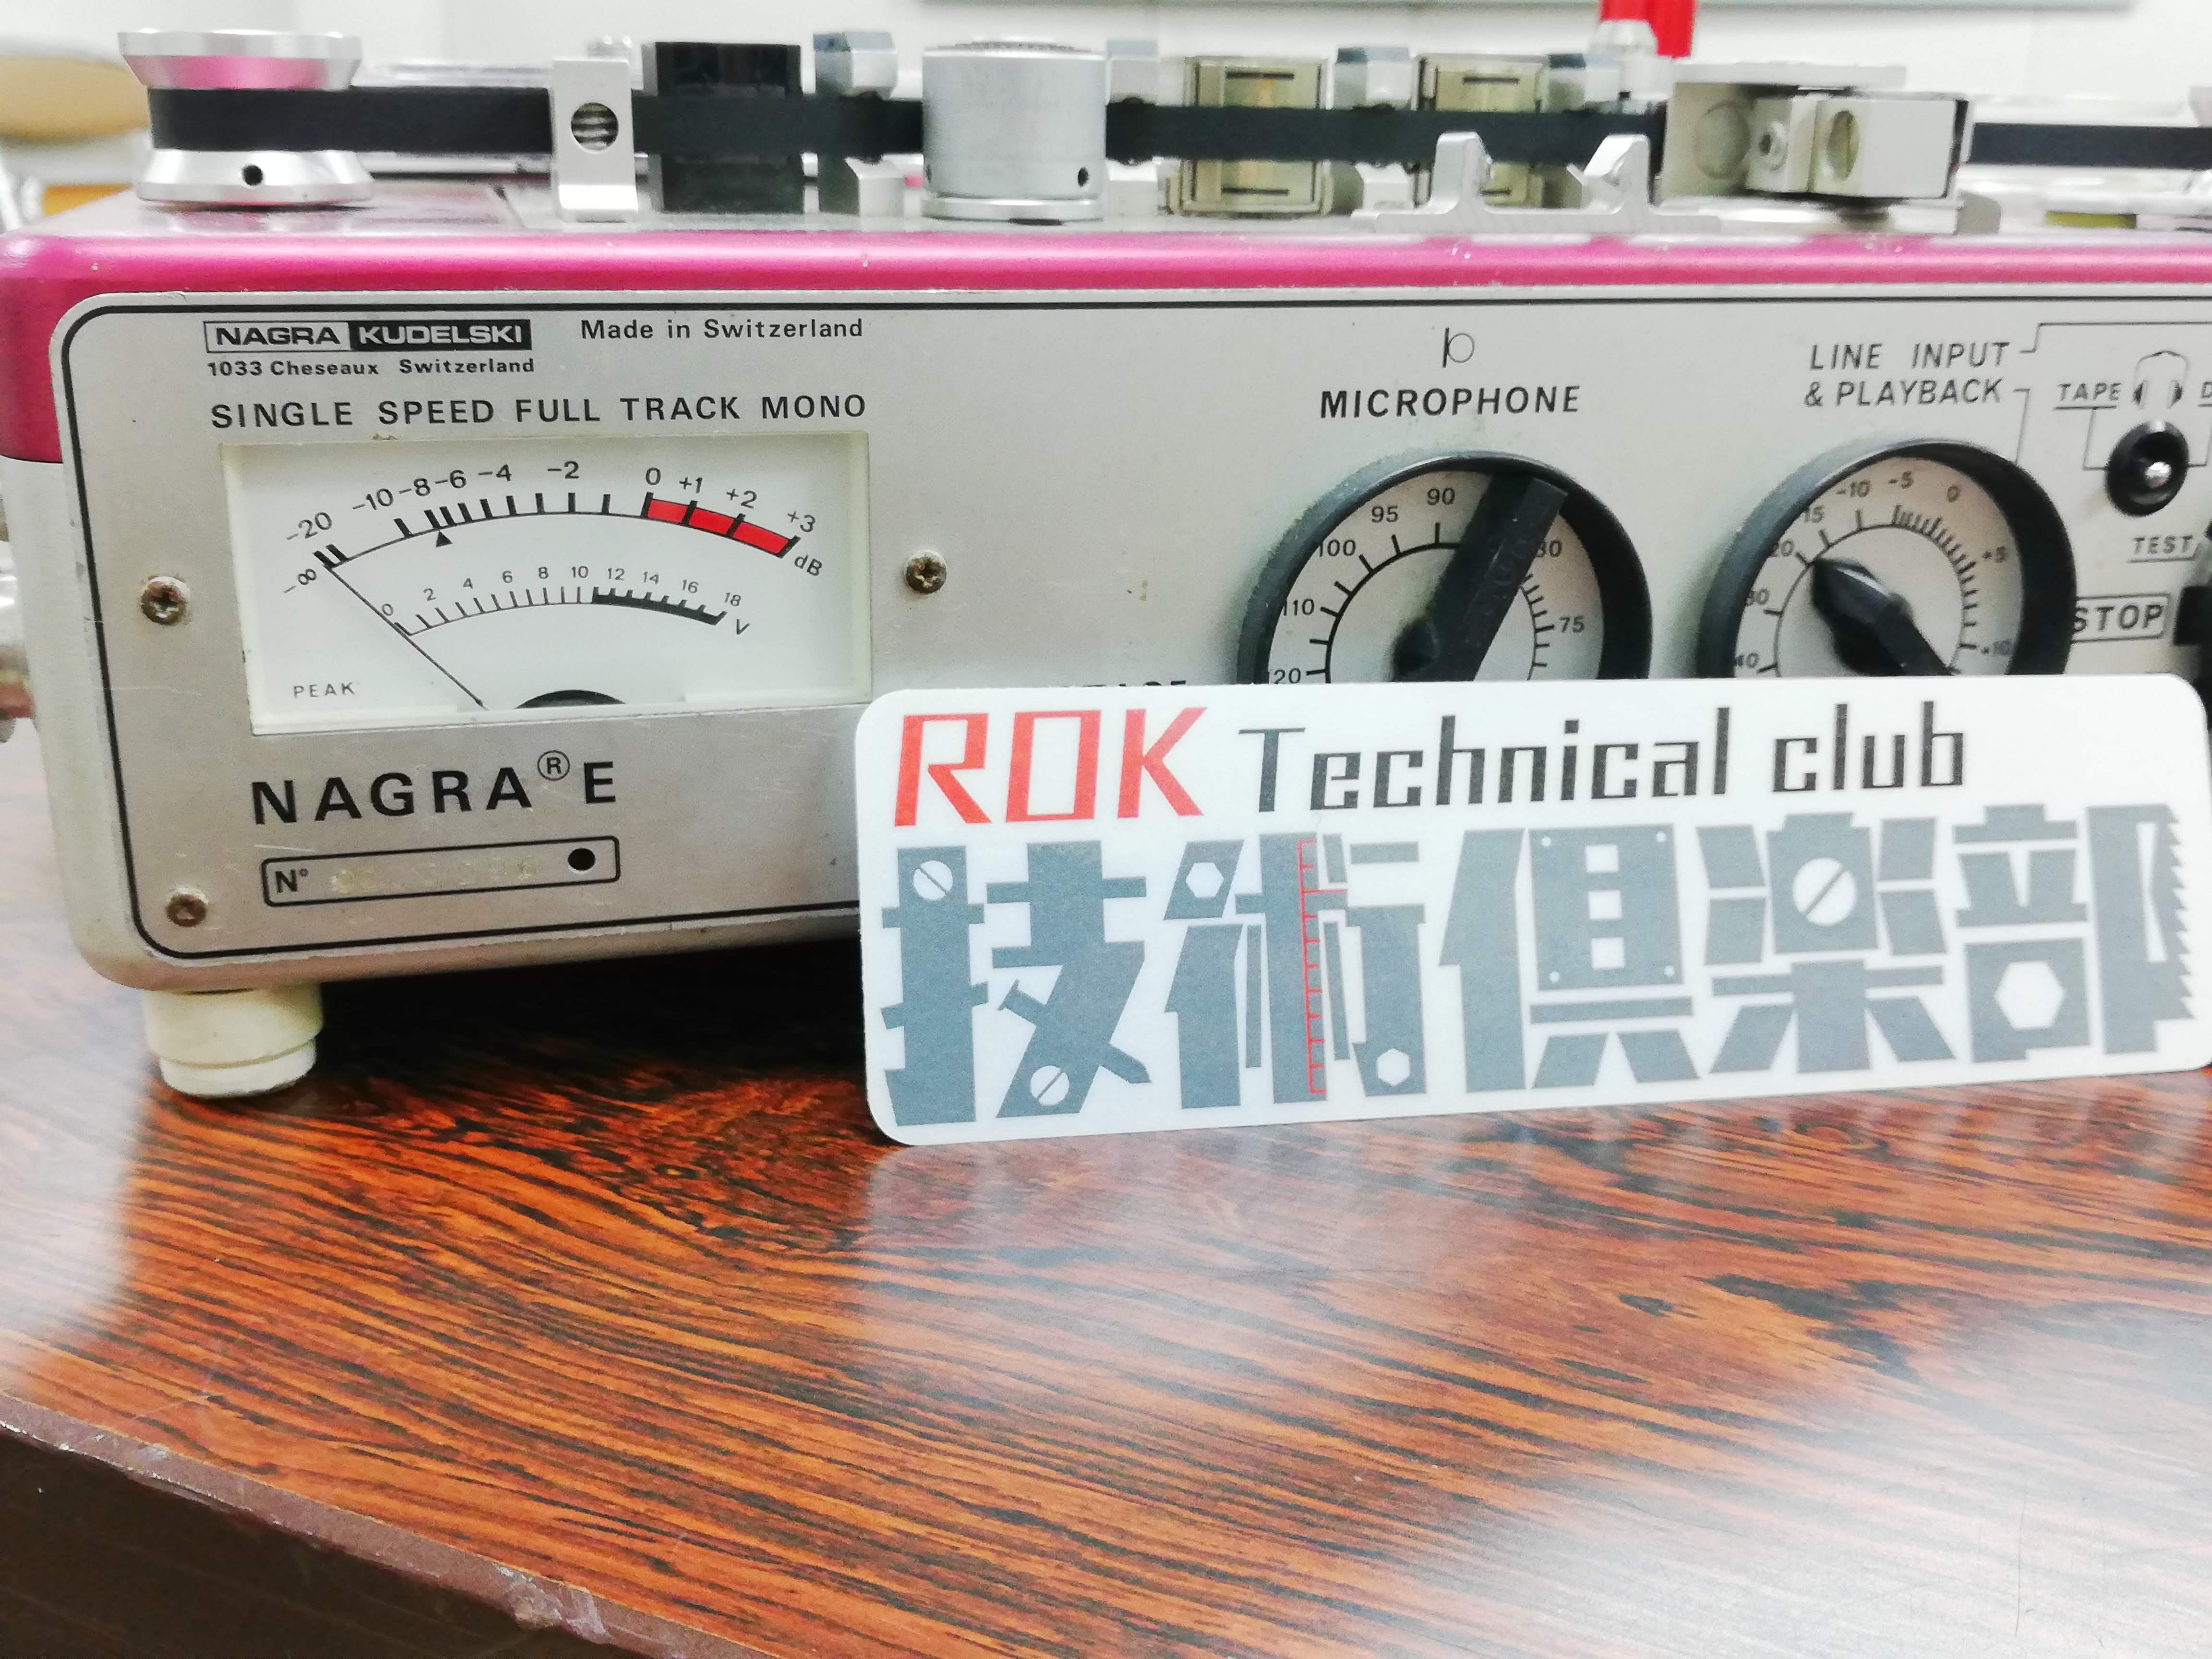 NAGRA KUDELSKI Made in Switzerland
1033 Cheseaux Switzerland
SINGLE SPEED FULL TRACK MONO
-∞ -20 -10 -8 -6 -4 -2 0 +1 +2 +3 dB
0 2 4 6 8 10 12 14 16 18 V
PEAK
NAGRA® E
N°
MICROPHONE
120 110 100 95 90 80 75
LINE INPUT
& PLAYBACK
40 30 20 15 -10 -5 0 +5 +10
TAPE
TEST
STOP
ROK Technical club
技術倶楽部